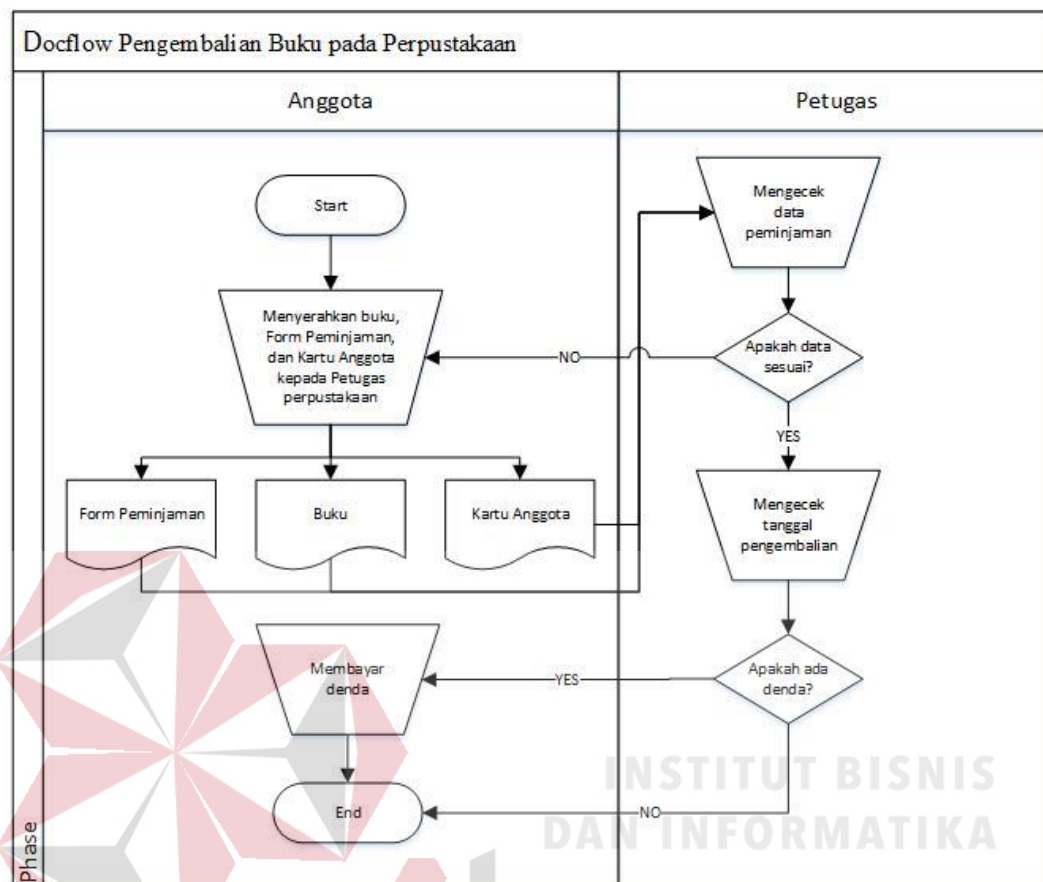 Docflow Pengembalian Buku pada Perpustakaan
Anggota
Petugas
Start
Mengecek
data
peminjaman
Menyerahkan buku,
Form Peminjaman,
dan Kartu Anggota
kepada Petugas
perpustakaan
NO
Apakah data
sesuai?
YES
Form Peminjaman
Buku
Kartu Anggota
Mengecek
tanggal
pengembalian
Membayar
denda
YES
Apakah ada
denda?
End
NO
INSTITUT BISNIS
DAN INFORMATIKA
Phase